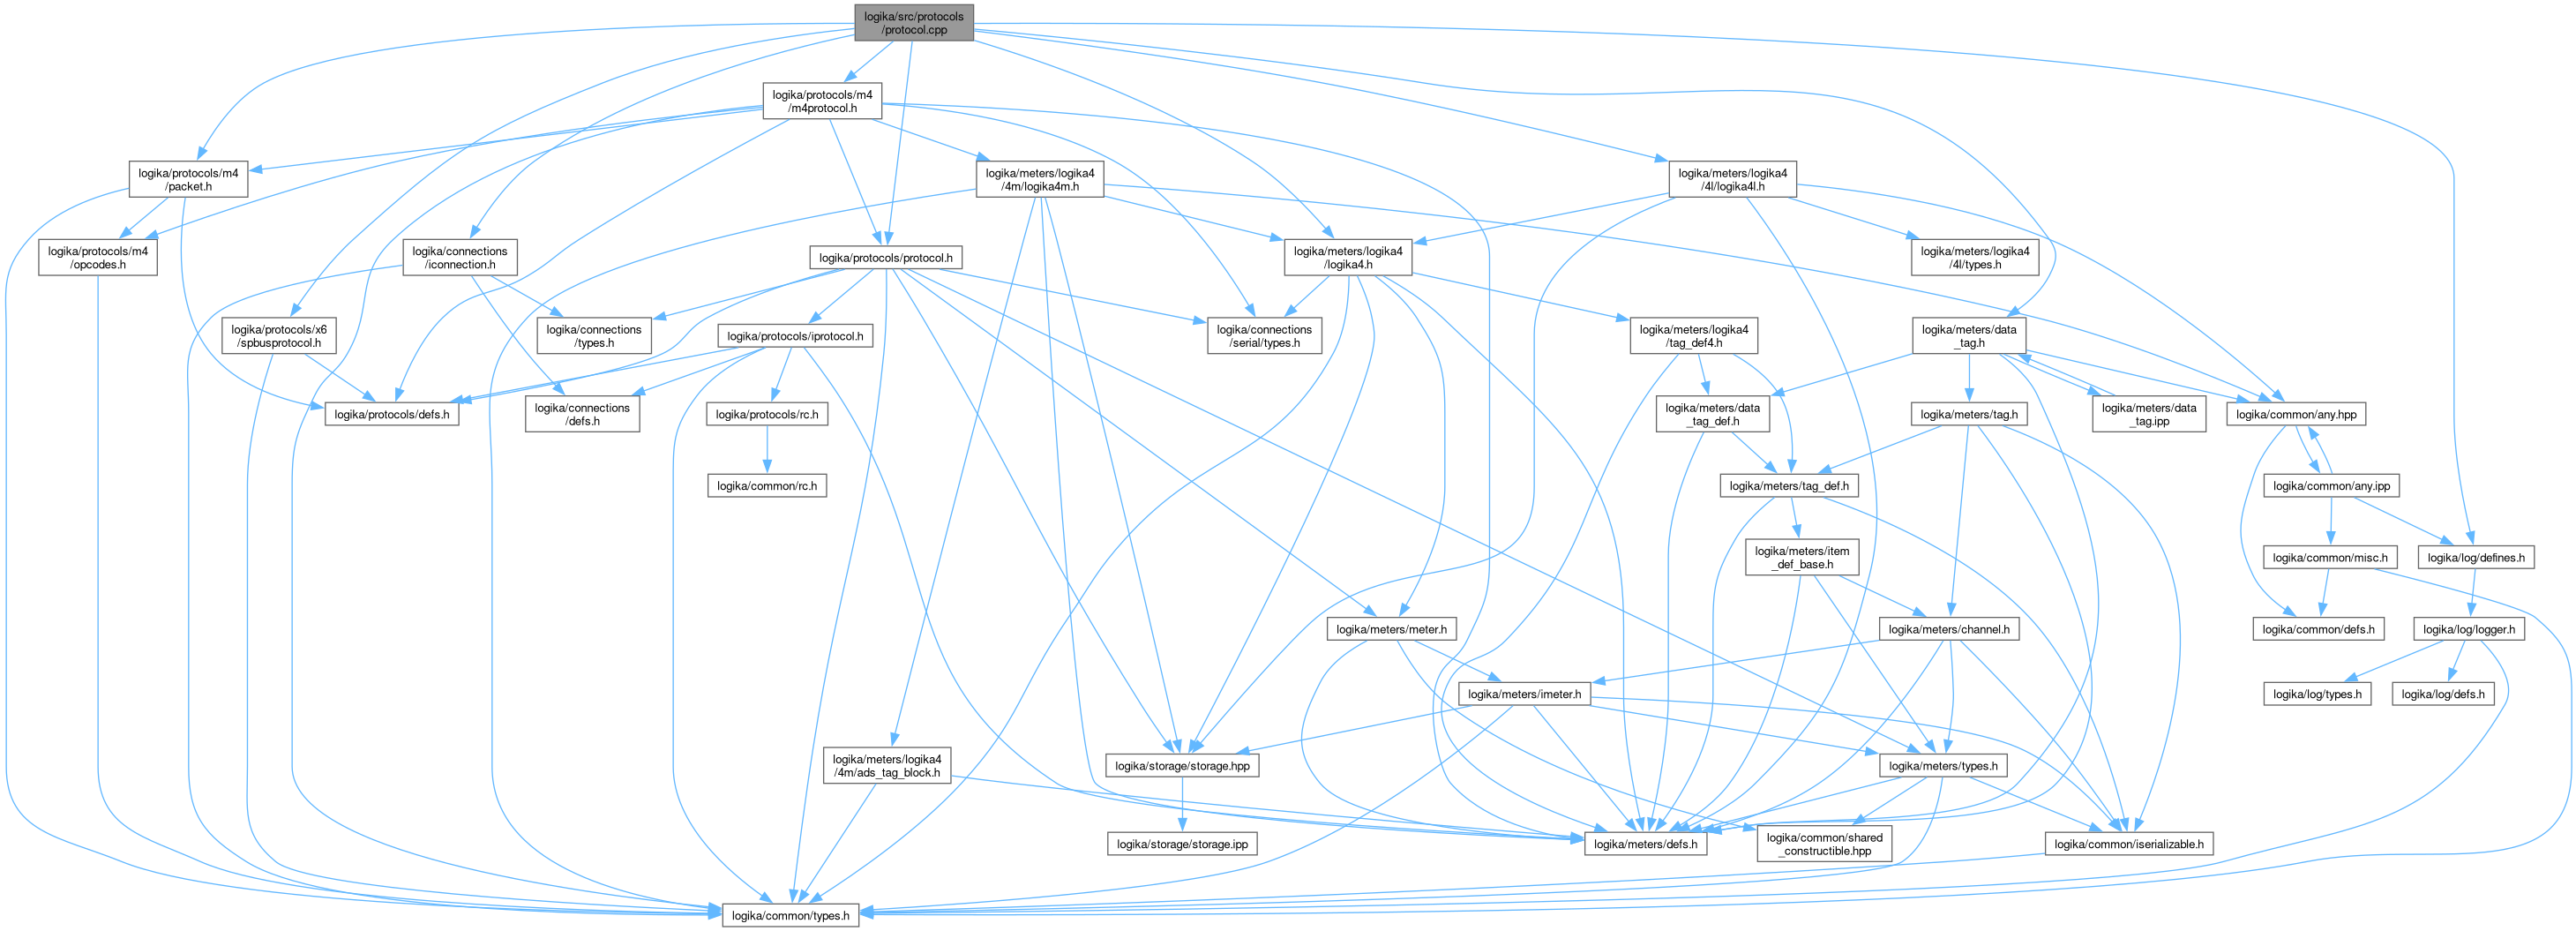 logika/src/protocols
/protocol.cpp
logika/protocols/m4
/m4protocol.h
logika/protocols/m4
/packet.h
logika/meters/logika4
/4m/logika4m.h
logika/meters/logika4
/4l/logika4l.h
logika/protocols/m4
/opcodes.h
logika/connections
/iconnection.h
logika/protocols/protocol.h
logika/meters/logika4
/logika4.h
logika/meters/logika4
/4l/types.h
logika/protocols/x6
/spbusprotocol.h
logika/connections
/types.h
logika/protocols/iprotocol.h
logika/connections
/serial/types.h
logika/meters/logika4
/tag_def4.h
logika/meters/data
_tag.h
logika/protocols/defs.h
logika/connections
/defs.h
logika/protocols/rc.h
logika/meters/data
_tag_def.h
logika/meters/tag.h
logika/meters/data
_tag.ipp
logika/common/any.hpp
logika/common/rc.h
logika/meters/tag_def.h
logika/common/any.ipp
logika/meters/item
_def_base.h
logika/common/misc.h
logika/log/defines.h
logika/meters/meter.h
logika/meters/channel.h
logika/common/defs.h
logika/log/logger.h
logika/meters/imeter.h
logika/log/types.h
logika/log/defs.h
logika/meters/logika4
/4m/ads_tag_block.h
logika/storage/storage.hpp
logika/meters/types.h
logika/storage/storage.ipp
logika/meters/defs.h
logika/common/shared
_constructible.hpp
logika/common/iserializable.h
logika/common/types.h